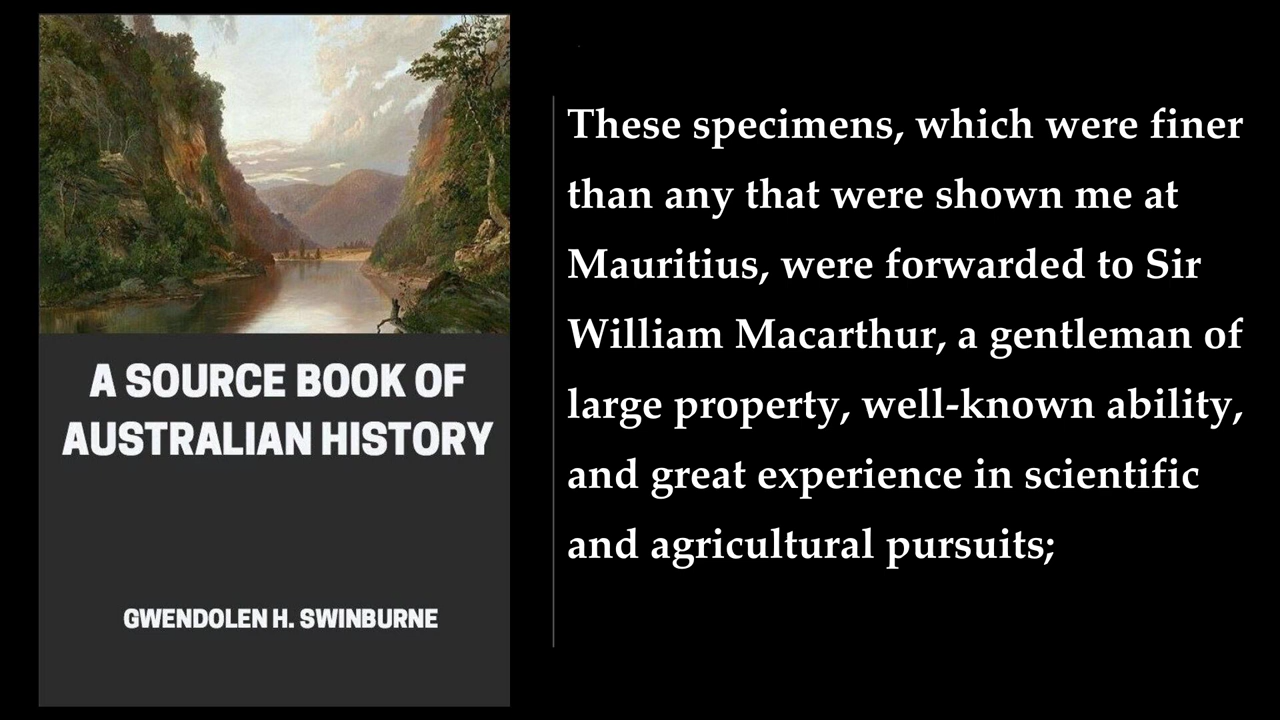 A SOURCE BOOK OF
AUSTRALIAN HISTORY
GWENDOLEN H. SWINBURNE
These specimens, which were finer
than any that were shown me at
Mauritius, were forwarded to Sir
William Macarthur, a gentleman of
large property, well-known ability,
and great experience in scientific
and agricultural pursuits;